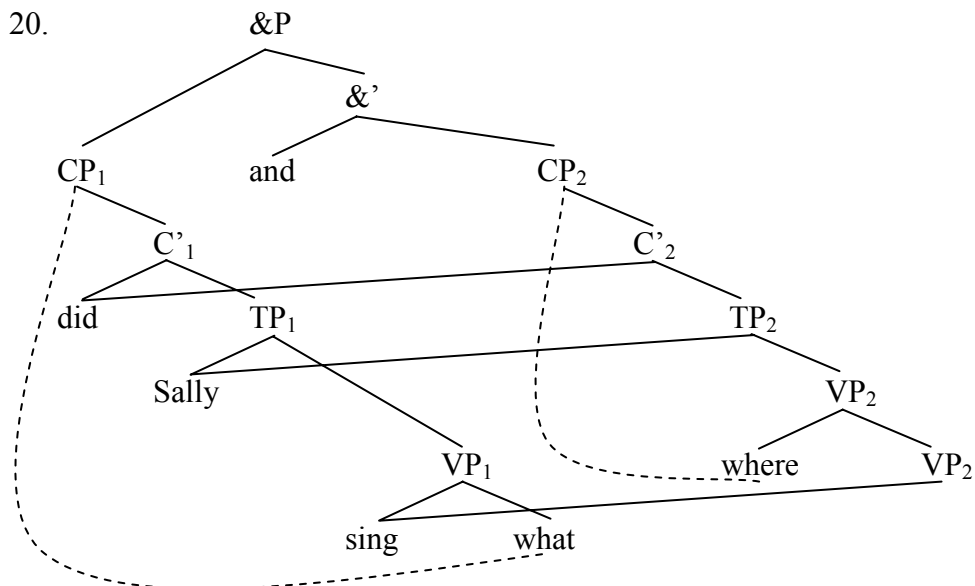 20. &P
&’
CP₁ and CP₂
C’₁ C’₂
did TP₁ TP₂
Sally VP₂
VP₁ where VP₂
sing what